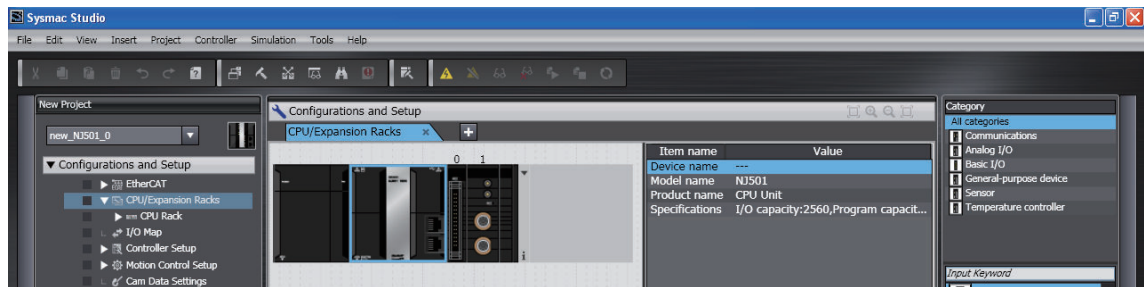 Sysmac Studio
File Edit View Insert Project Controller Simulation Tools Help
New Project
new_NJ501_0
Configurations and Setup
EtherCAT
CPU/Expansion Racks
CPU Rack
I/O Map
Controller Setup
Motion Control Setup
Cam Data Settings
Configurations and Setup
CPU/Expansion Racks
0 1
i
Item name Value
Device name ---
Model name NJ501
Product name CPU Unit
Specifications I/O capacity:2560,Program capacit...
Category
All categories
Communications
Analog I/O
Basic I/O
General-purpose device
Sensor
Temperature controller
Input Keyword